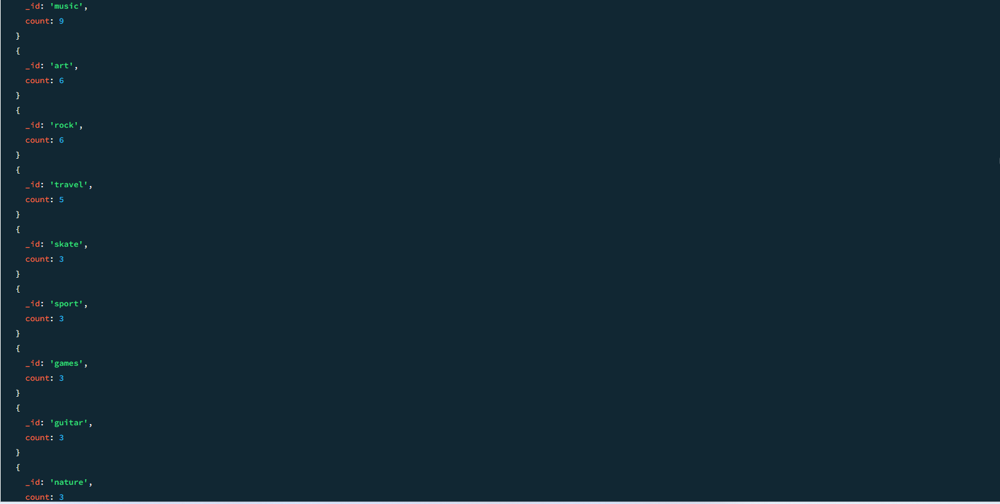 _id: 'music',
count: 9
}
{
_id: 'art',
count: 6
}
{
_id: 'rock',
count: 6
}
{
_id: 'travel',
count: 5
}
{
_id: 'skate',
count: 3
}
{
_id: 'sport',
count: 3
}
{
_id: 'games',
count: 3
}
{
_id: 'guitar',
count: 3
}
{
_id: 'nature',
count: 3